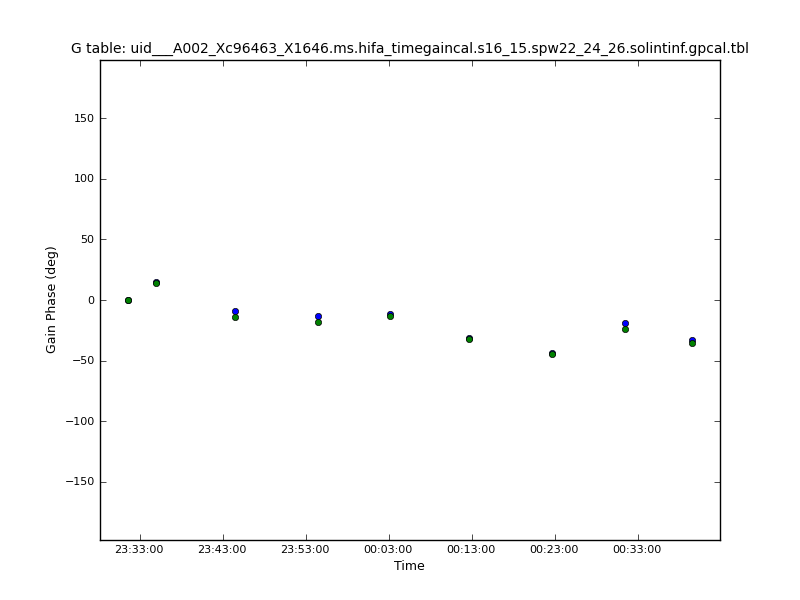 G table: uid___A002_Xc96463_X1646.ms.hifa_timegaincal.s16_15.spw22_24_26.solintinf.gpcal.tbl
150
100
50
0
−50
−100
−150
Gain Phase (deg)
23:33:00 23:43:00 23:53:00 00:03:00 00:13:00 00:23:00 00:33:00
Time